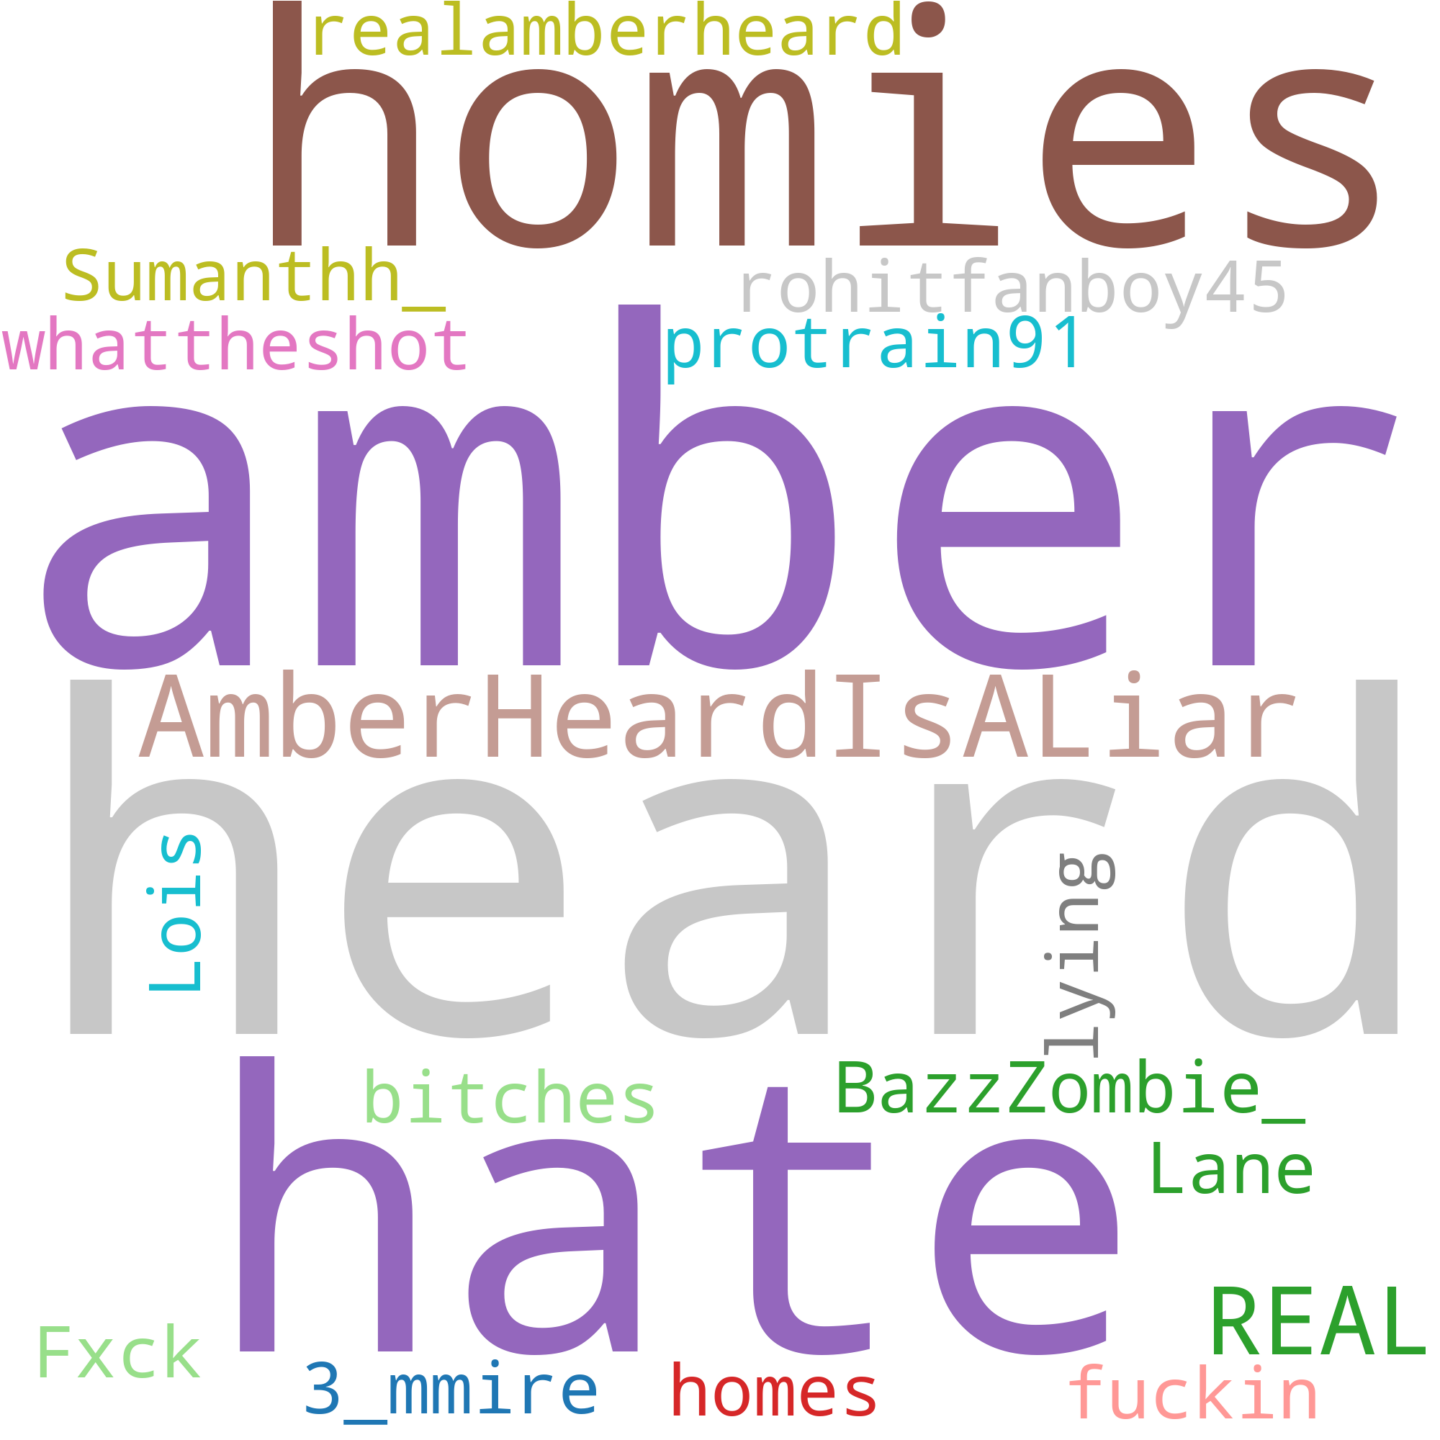 realamberheard
homies
Sumanthh_
rohitfanboy45
whattheshot
protrain91
amber
AmberHeardIsALiar
heard
Lois
lying
bitches
BazzZombie_
hate
Lane
REAL
Fxck
3_mmire
homes
fuckin